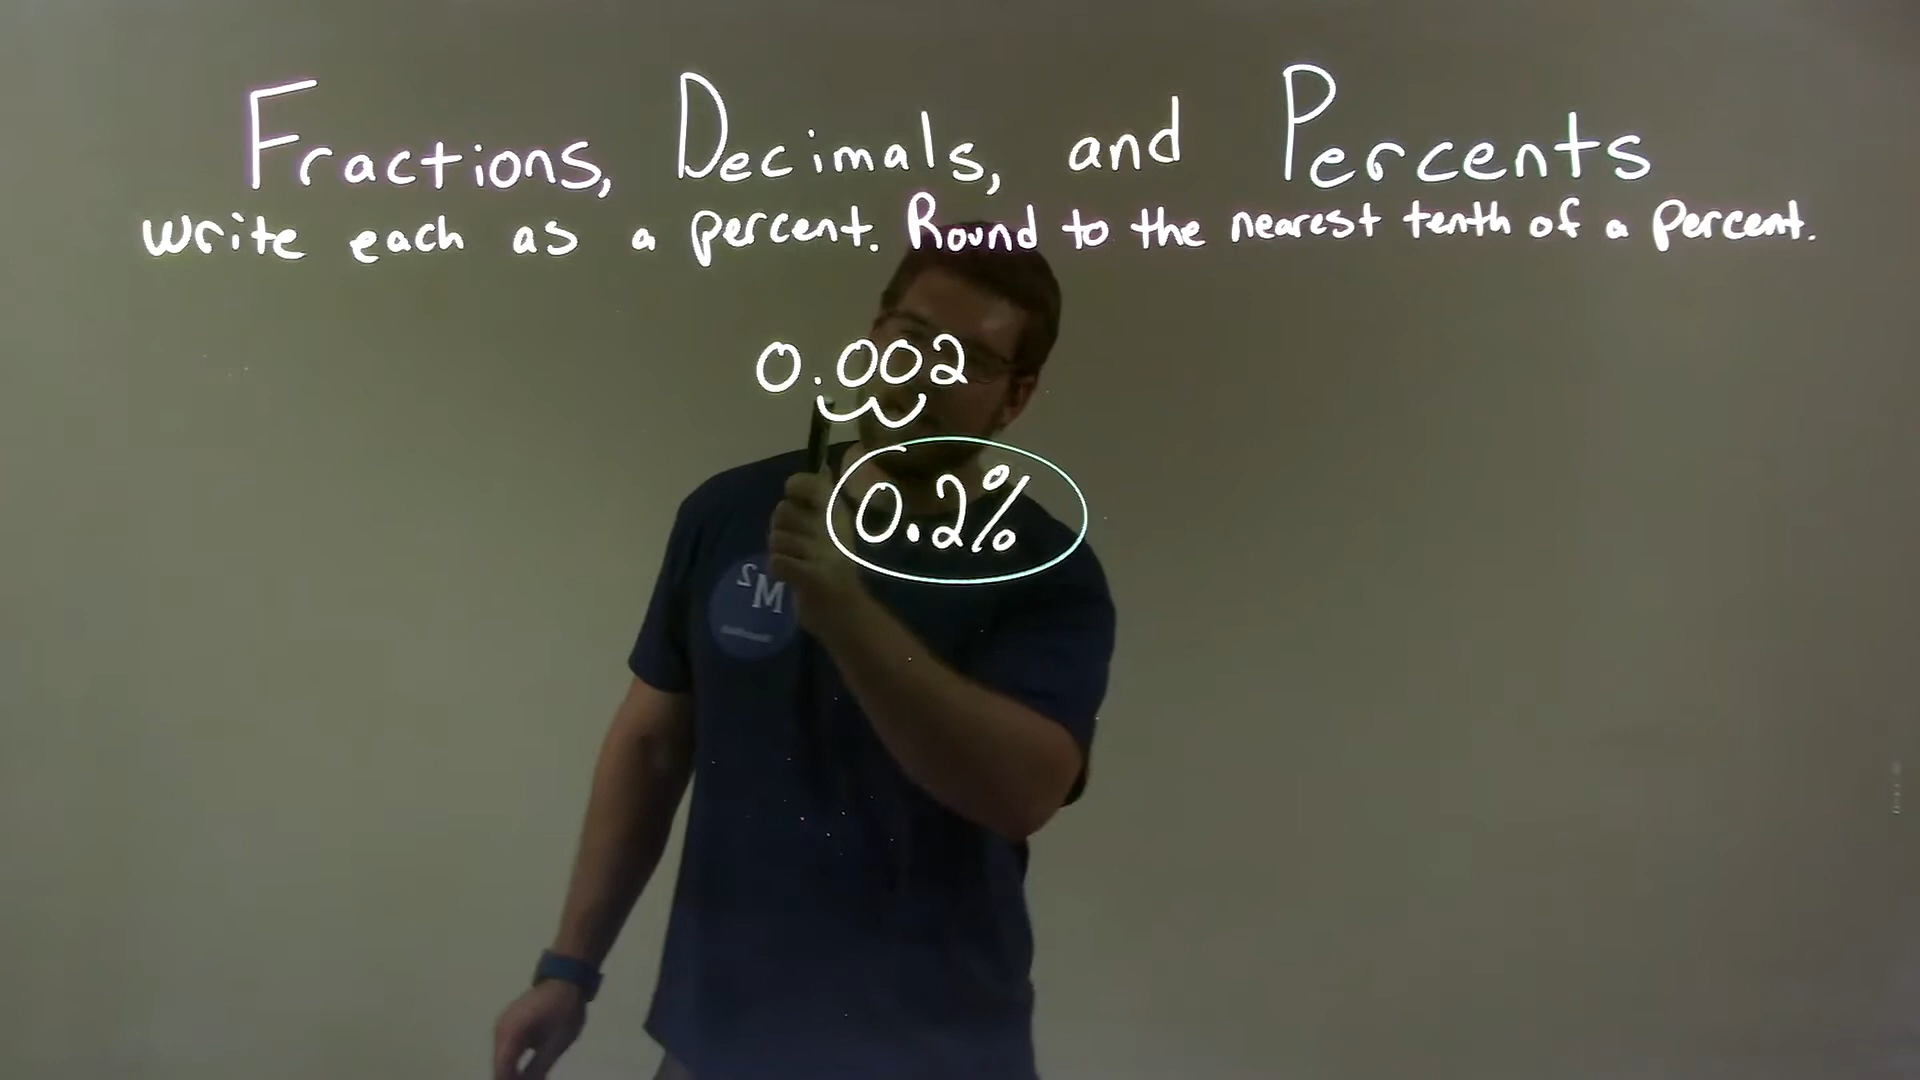 Fractions, Decimals, and Percents
Write each as a percent. Round to the nearest tenth of a percent.
0.002
0.2%
M2